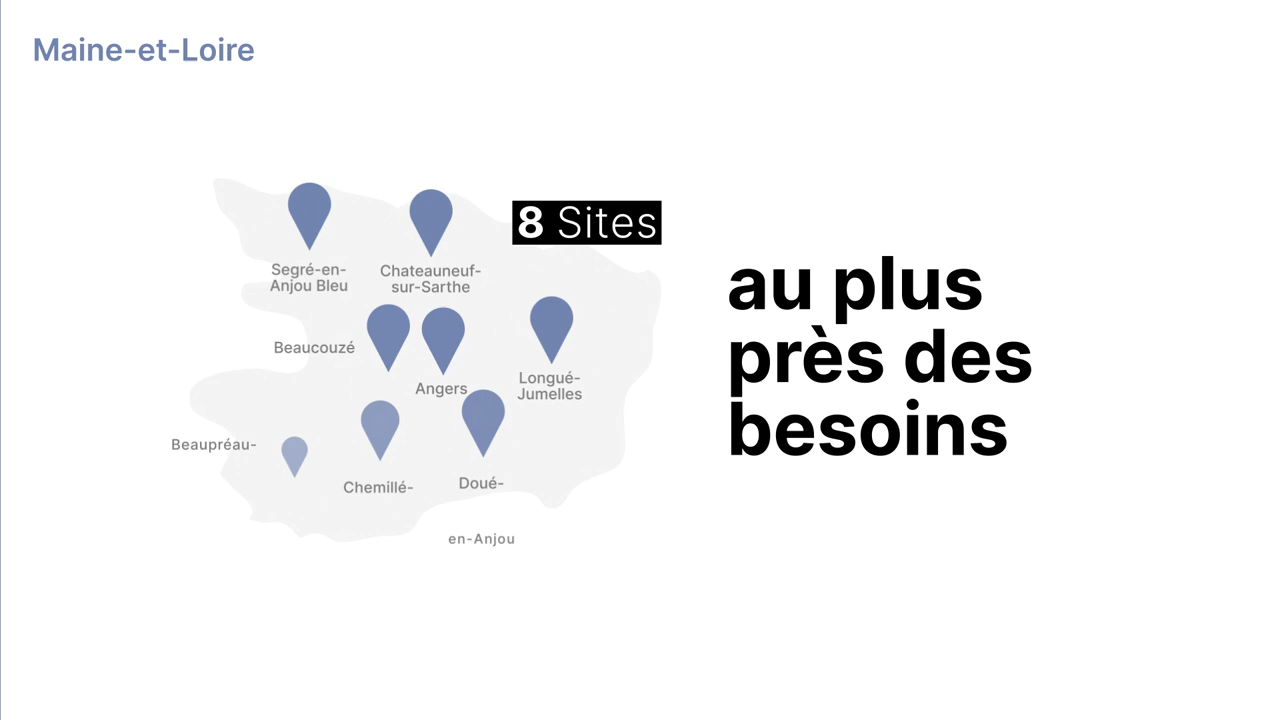 Maine-et-Loire
8 Sites
Segré-en-
Anjou Bleu
Chateauneuf-
sur-Sarthe
Beaucouzé
Angers
Longué-
Jumelles
Beaupréau-
Chemillé-
Doué-
en-Anjou
au plus
près des
besoins